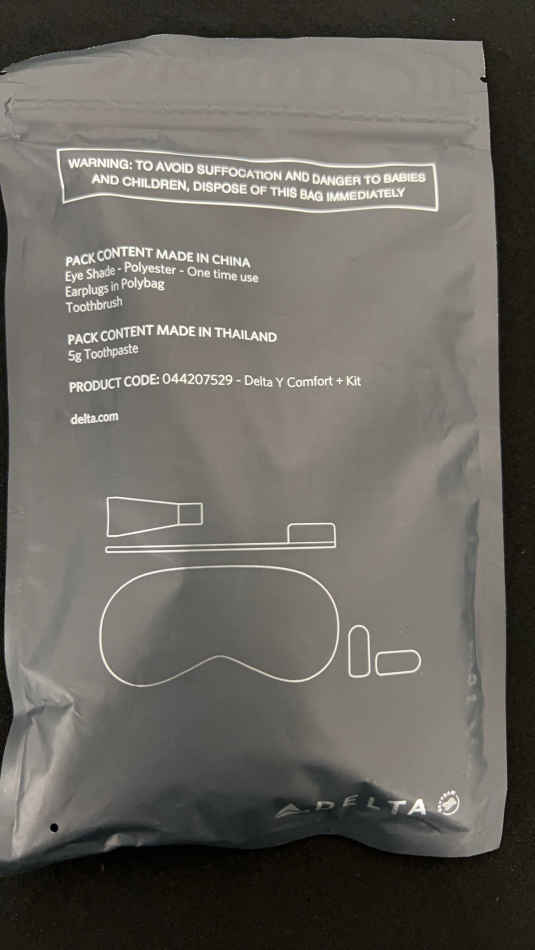 WARNING: TO AVOID SUFFOCATION AND DANGER TO BABIES
AND CHILDREN, DISPOSE OF THIS BAG IMMEDIATELY
PACK CONTENT MADE IN CHINA
Eye Shade - Polyester - One time use
Earplugs in Polybag
Toothbrush
PACK CONTENT MADE IN THAILAND
5g Toothpaste
PRODUCT CODE: 044207529 - Delta Y Comfort + Kit
delta.com
DELTA